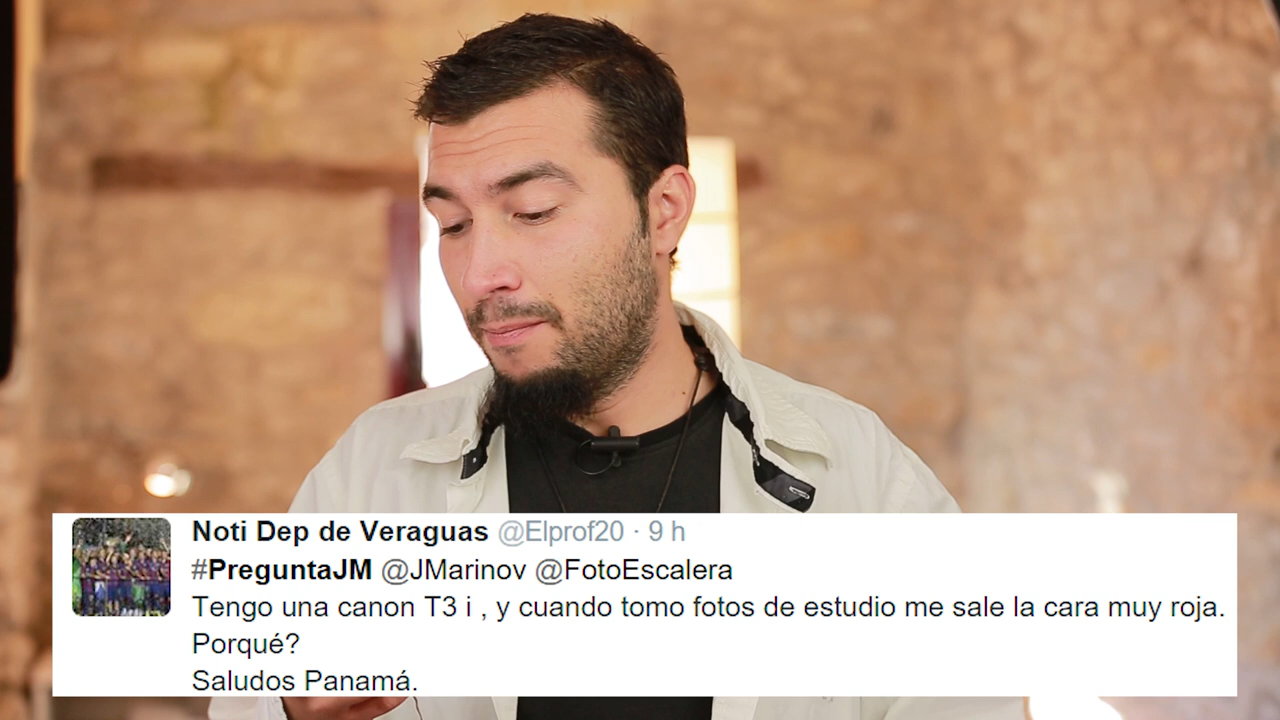 Noti Dep de Veraguas @Elprof20 · 9 h
#PreguntaJM @JMarinov @FotoEscalera
Tengo una canon T3 i , y cuando tomo fotos de estudio me sale la cara muy roja.
Porqué?
Saludos Panamá.